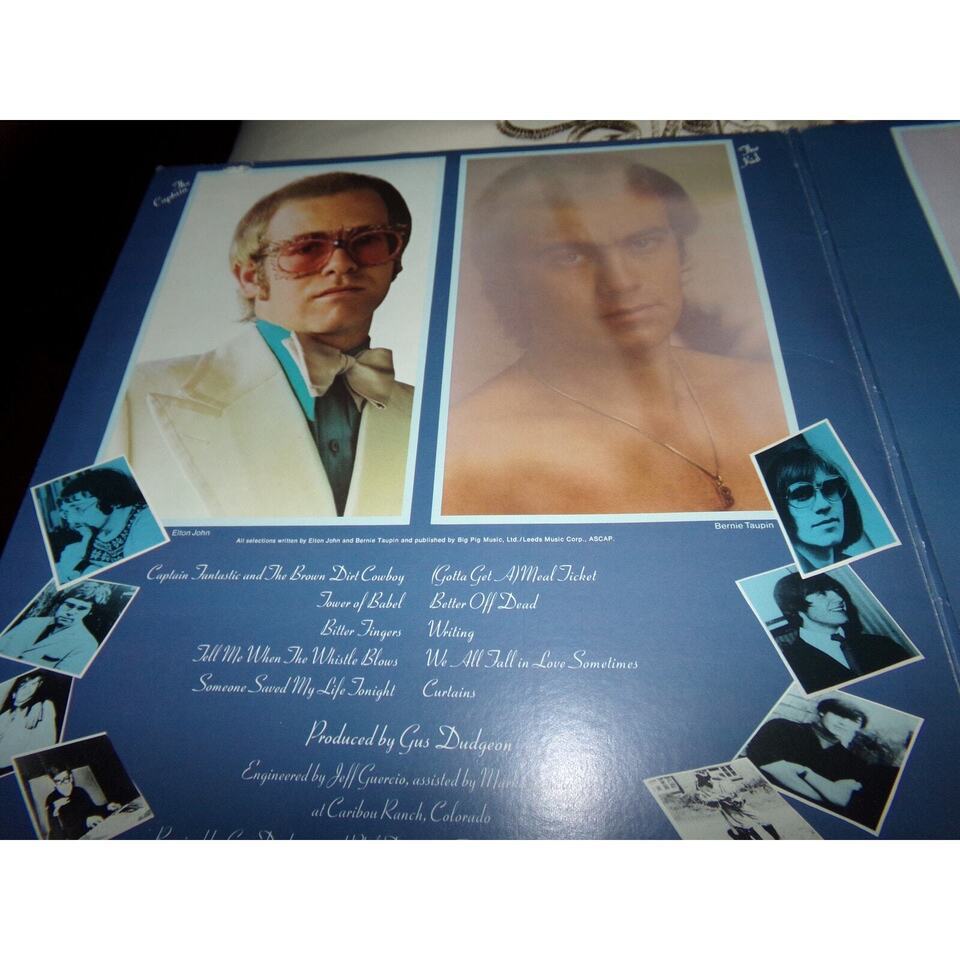 The
Captain
The
Kid
Elton John
Bernie Taupin
All selections written by Elton John and Bernie Taupin and published by Big Pig Music, Ltd./Leeds Music Corp., ASCAP.
Captain Fantastic and The Brown Dirt Cowboy
(Gotta Get A) Meal Ticket
Tower of Babel
Better Off Dead
Bitter Fingers
Writing
Tell Me When The Whistle Blows
We All Fall in Love Sometimes
Someone Saved My Life Tonight
Curtains
Produced by Gus Dudgeon
Engineered by Jeff Guercio, assisted by
at Caribou Ranch, Colorado